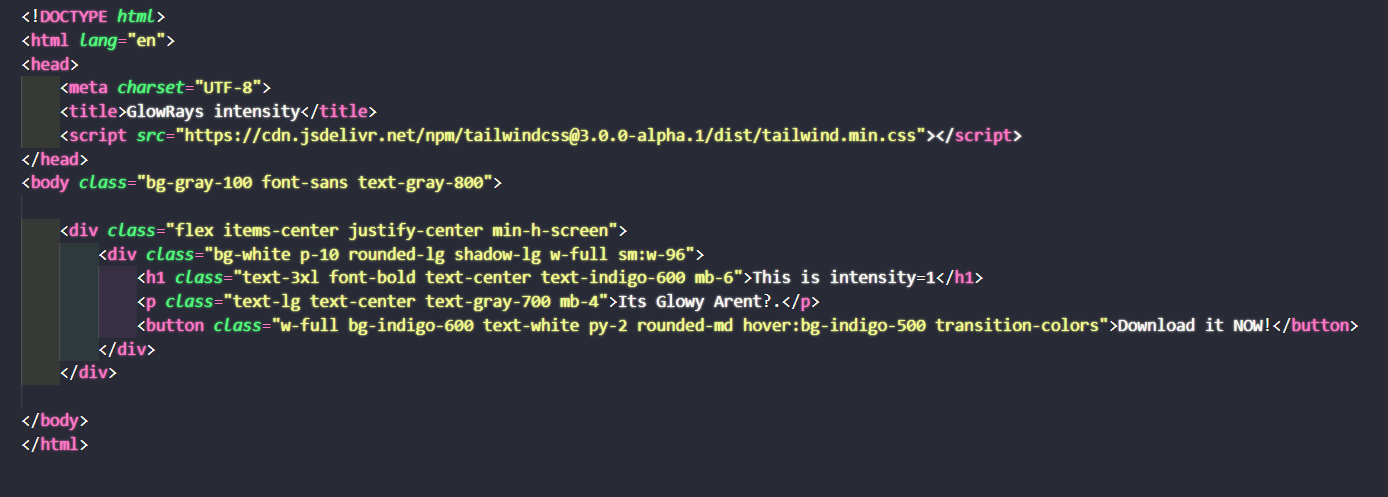 <!DOCTYPE html>
<html lang="en">
<head>
    <meta charset="UTF-8">
    <title>GlowRays intensity</title>
    <script src="https://cdn.jsdelivr.net/npm/tailwindcss@3.0.0-alpha.1/dist/tailwind.min.css"></script>
</head>
<body class="bg-gray-100 font-sans text-gray-800">
    <div class="flex items-center justify-center min-h-screen">
        <div class="bg-white p-10 rounded-lg shadow-lg w-full sm:w-96">
            <h1 class="text-3xl font-bold text-center text-indigo-600 mb-6">This is intensity=1</h1>
            <p class="text-lg text-center text-gray-700 mb-4">Its Glowy Arent?.</p>
            <button class="w-full bg-indigo-600 text-white py-2 rounded-md hover:bg-indigo-500 transition-colors">Download it NOW!</button>
        </div>
    </div>
</body>
</html>